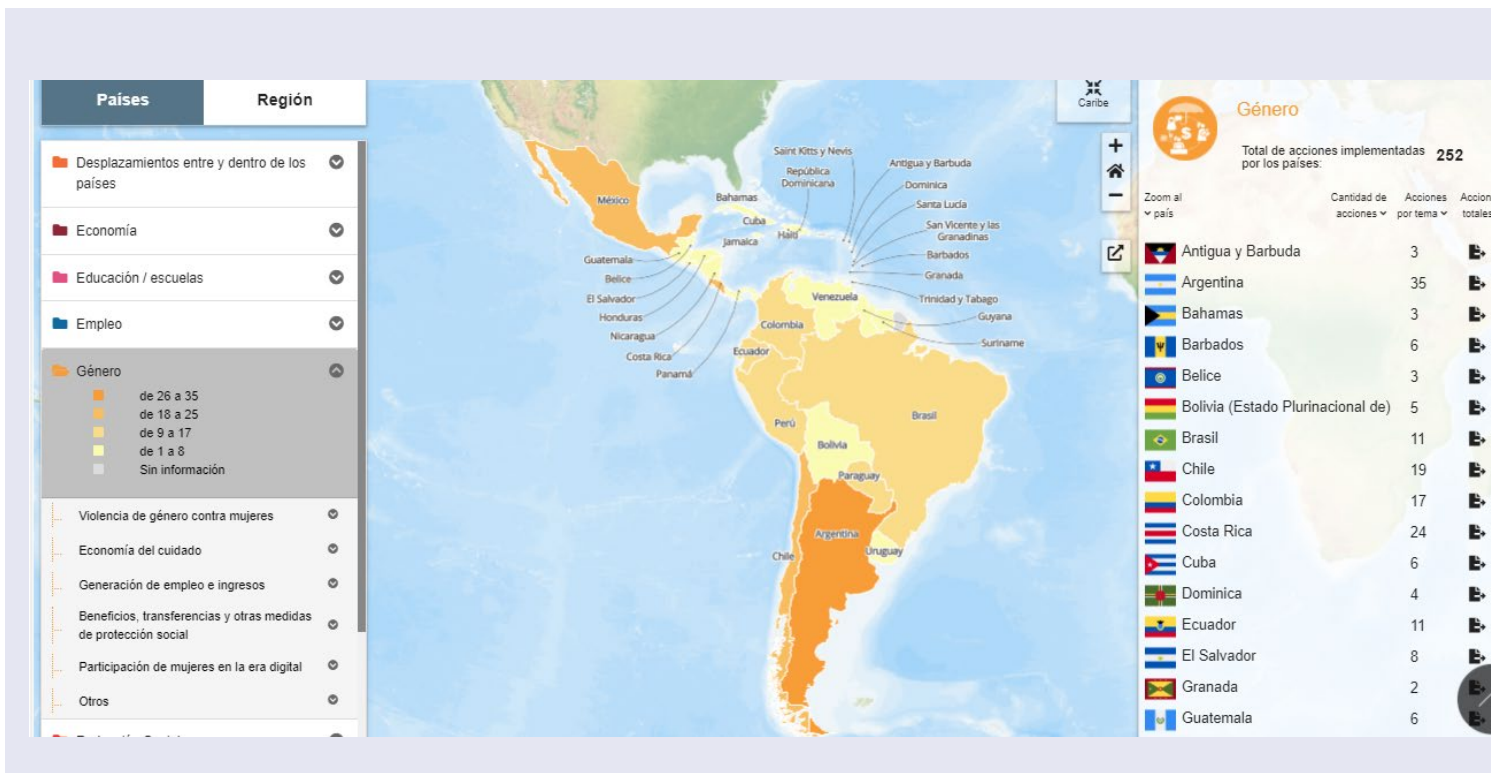 Países
Región
Desplazamientos entre y dentro de los
países
Economía
Educación / escuelas
Empleo
Género
de 26 a 35
de 18 a 25
de 9 a 17
de 1 a 8
Sin información
Violencia de género contra mujeres
Economía del cuidado
Generación de empleo e ingresos
Beneficios, transferencias y otras medidas
de protección social
Participación de mujeres en la era digital
Otros
México
Guatemala
Belice
El Salvador
Honduras
Nicaragua
Costa Rica
Panamá
Saint Kitts y Nevis
República
Dominicana
Bahamas
Cuba
Jamaica
Haití
Antigua y Barbuda
Dominica
Santa Lucía
San Vicente y las
Granadinas
Barbados
Granada
Trinidad y Tabago
Guyana
Suriname
Venezuela
Colombia
Ecuador
Perú
Brasil
Bolivia
Paraguay
Argentina
Chile
Uruguay
Caribe
+
−
Género
Total de acciones implementadas 252
por los países:
Zoom al Cantidad de Acciones Accion
país acciones por tema totales
Antigua y Barbuda 3
Argentina 35
Bahamas 3
Barbados 6
Belice 3
Bolivia (Estado Plurinacional de) 5
Brasil 11
Chile 19
Colombia 17
Costa Rica 24
Cuba 6
Dominica 4
Ecuador 11
El Salvador 8
Granada 2
Guatemala 6